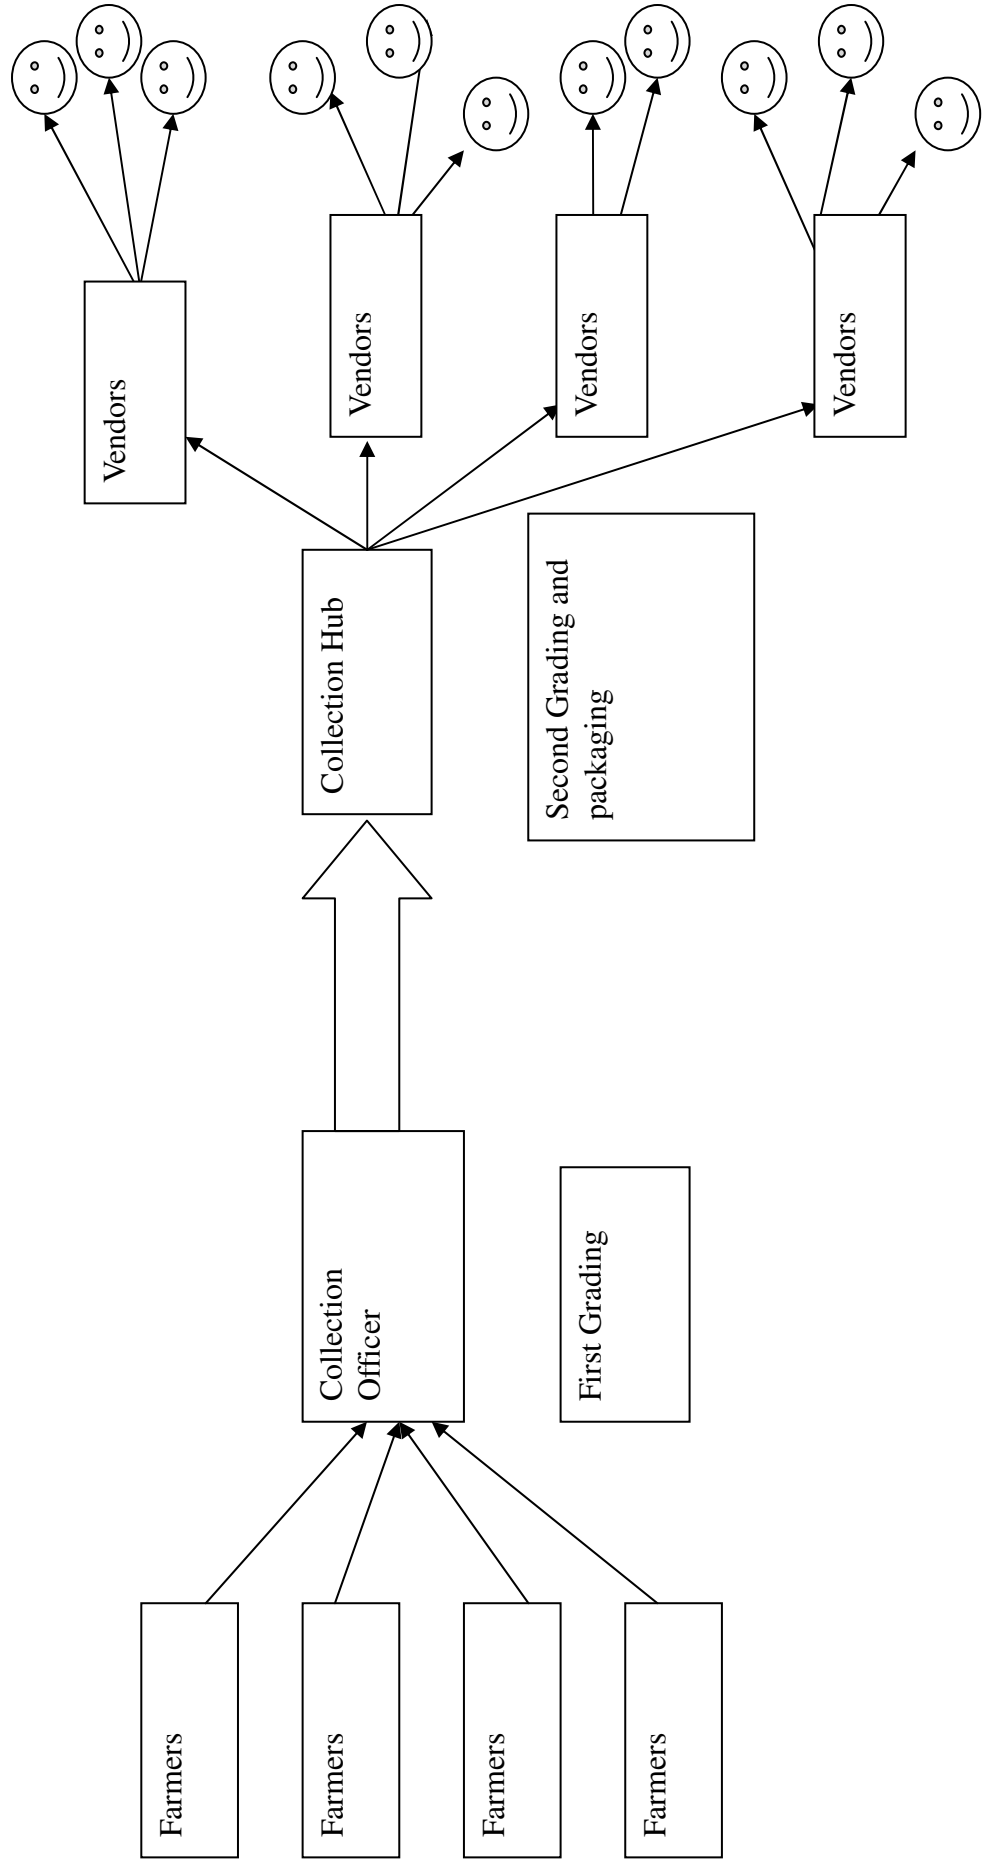 Farmers
Farmers
Farmers
Farmers
Collection
Officer
First Grading
Collection Hub
Second Grading and
packaging
Vendors
Vendors
Vendors
Vendors